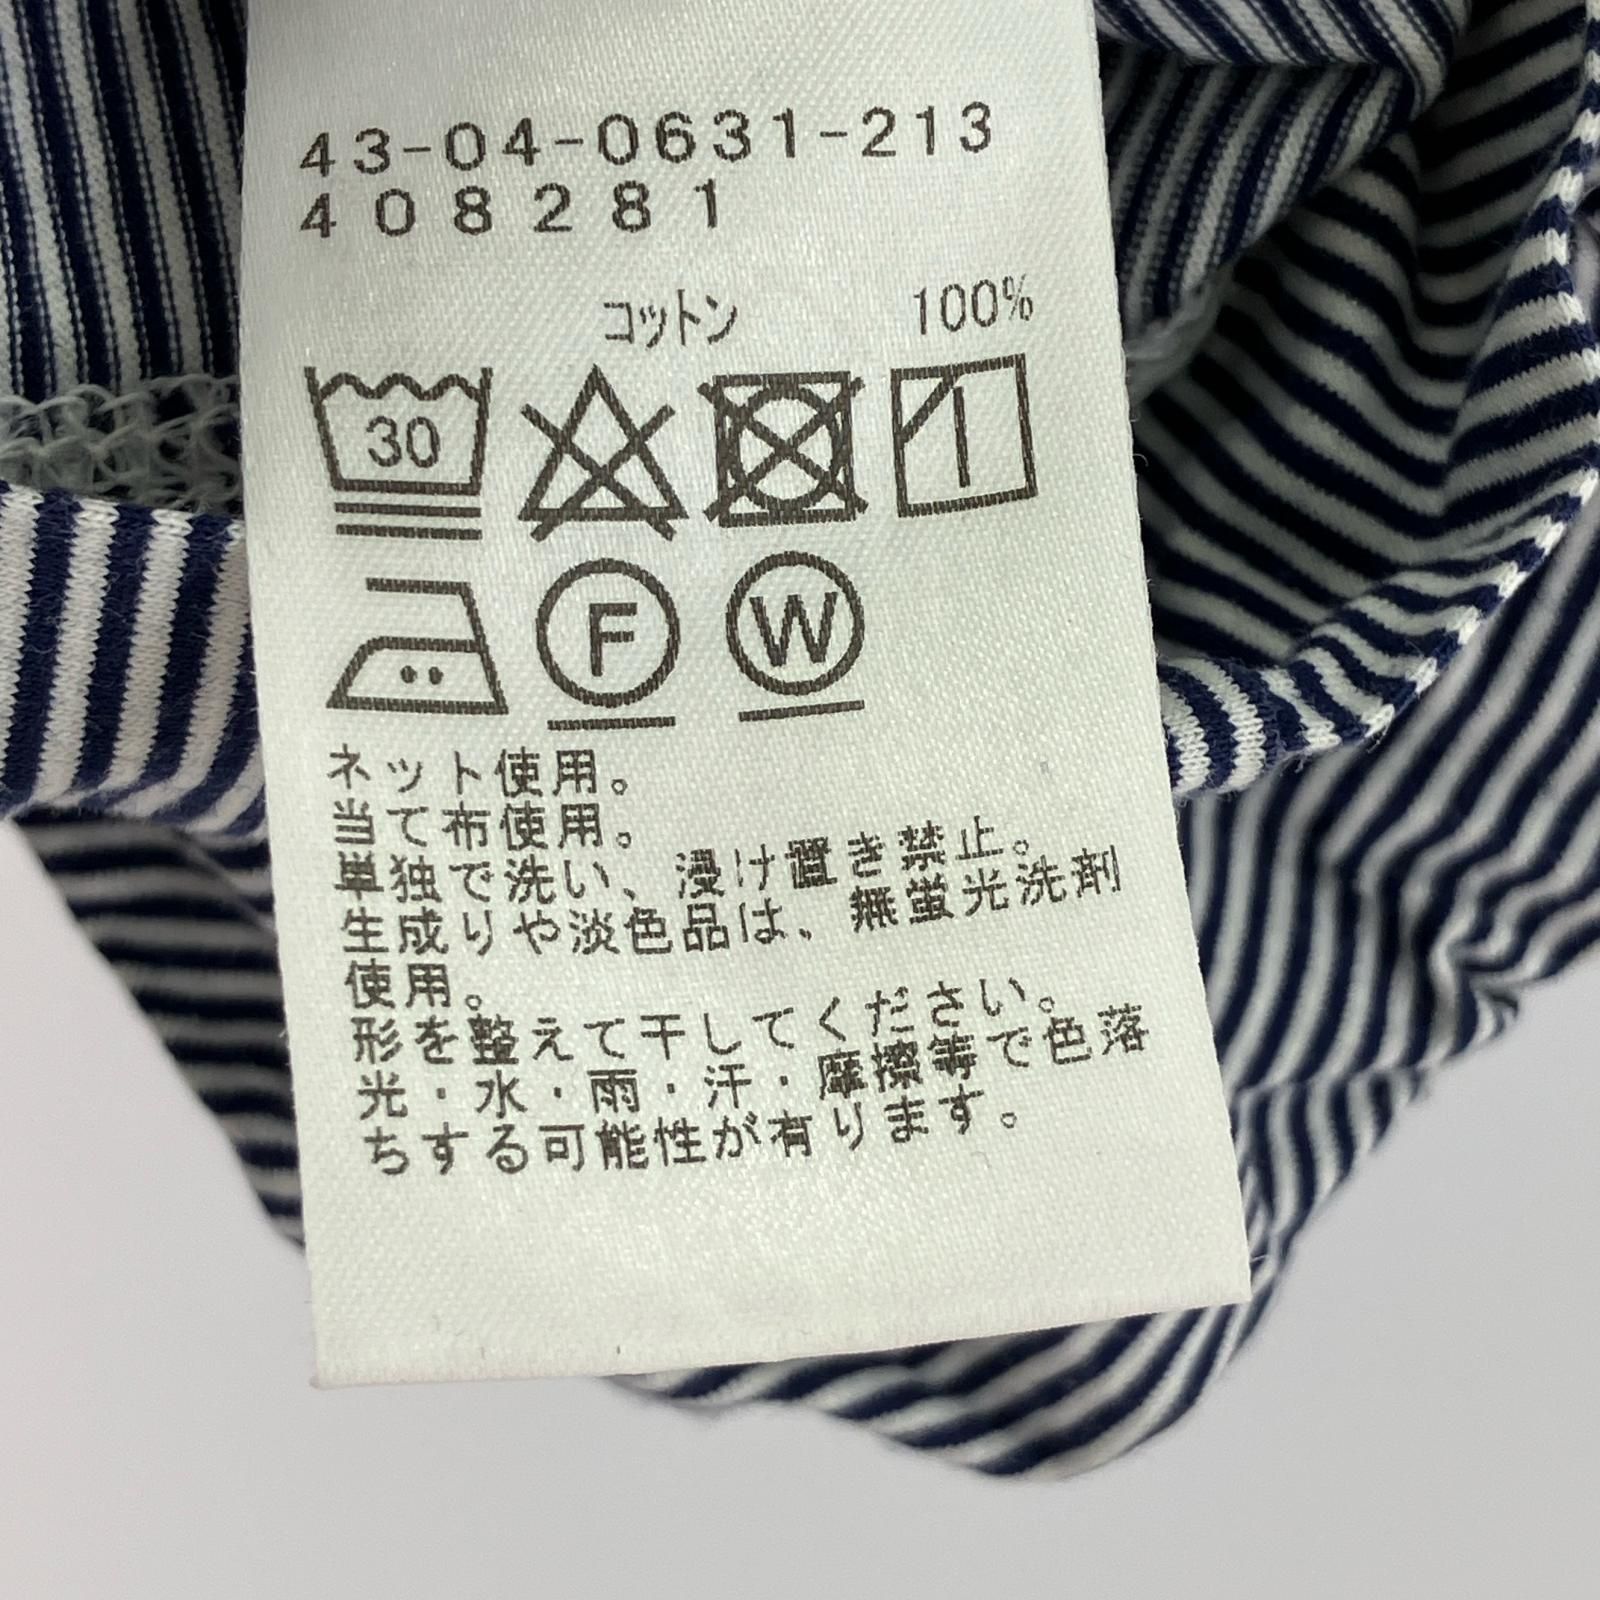 43-04-0631-213
408281
コットン 100%
30
F W
ネット使用。
当て布使用。
単独で洗い、浸け置き禁止。
生成りや淡色品は、無蛍光洗剤
使用。
形を整えて干してください。
光・水・雨・汗・摩擦等で色落
ちする可能性が有ります。